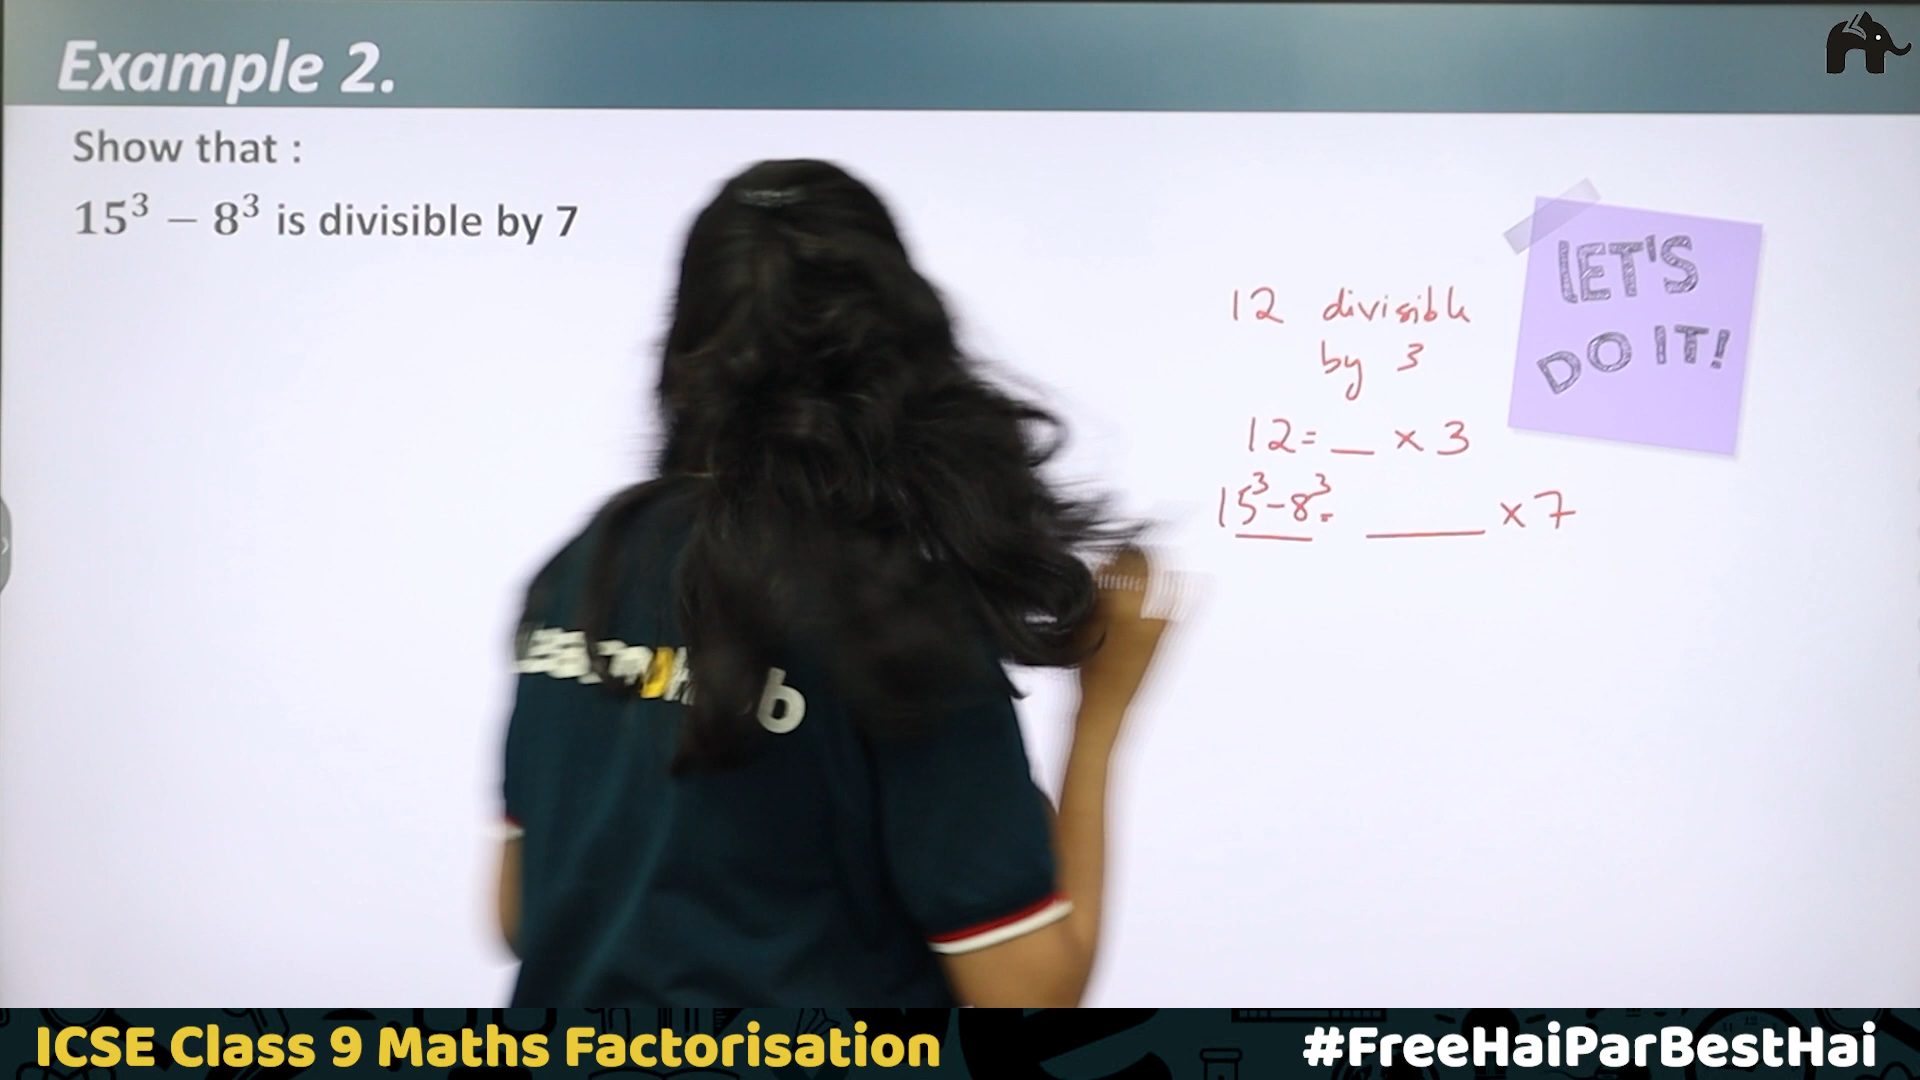 Example 2.
Show that :
15³ − 8³ is divisible by 7
LET'S
DO IT!
12 divisible
by 3
12 = __ × 3
15³ − 8³ = ____ × 7
ICSE Class 9 Maths Factorisation
#FreeHaiParBestHai